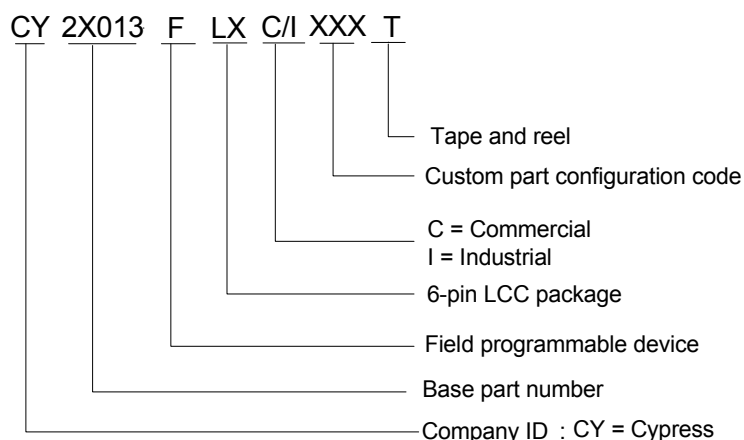 CY 2X013 F LX C/I XXX T
Tape and reel
Custom part configuration code
C = Commercial
I = Industrial
6-pin LCC package
Field programmable device
Base part number
Company ID : CY = Cypress